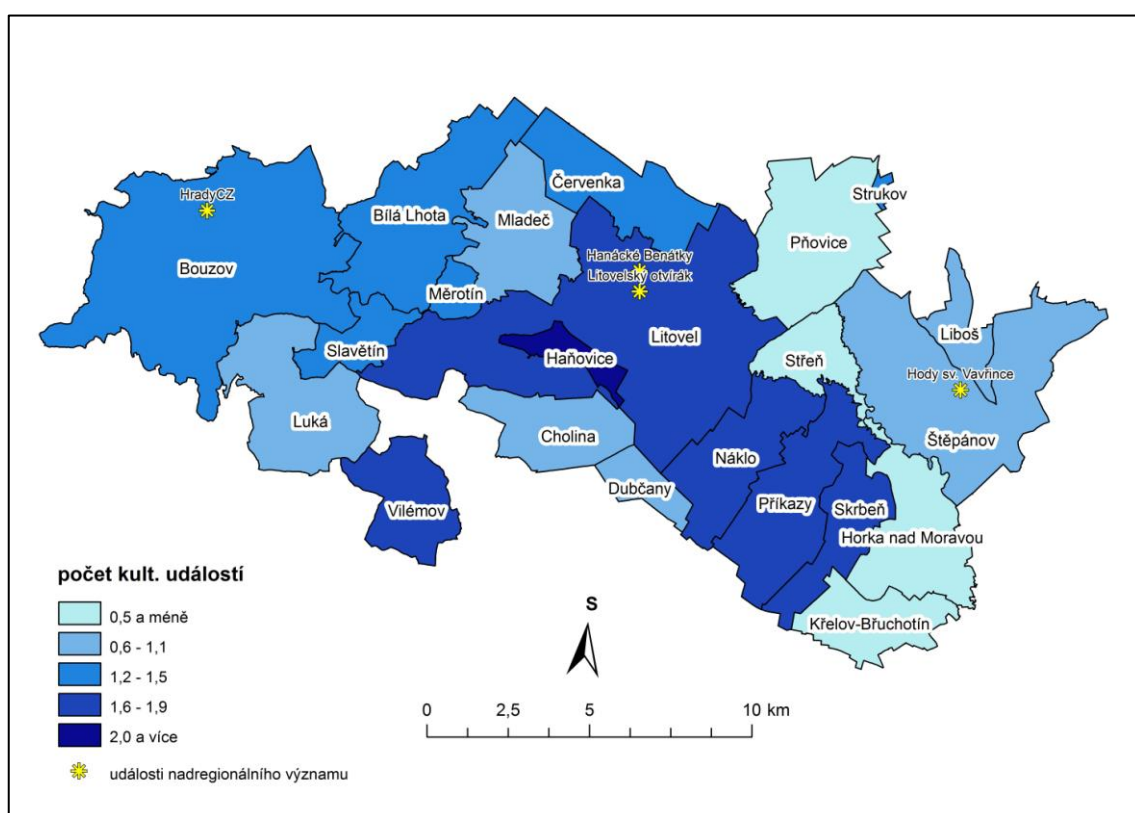 Červenka
HradyCZ
Bílá Lhota
Mladeč
Strukov
Pňovice
Bouzov
Hanácké Benátky
Litovelský otvírák
Měrotín
Litovel
Liboš
Slavětín
Haňovice
Střeň
Hody sv. Vavřince
Luká
Cholina
Štěpánov
Náklo
Dubčany
Příkazy
Skrbeň
Vilémov
Horka nad Moravou
Křelov-Břuchotín
počet kult. událostí
0,5 a méně
0,6 - 1,1
1,2 - 1,5
1,6 - 1,9
2,0 a více
události nadregionálního významu
S
0 2,5 5 10 km